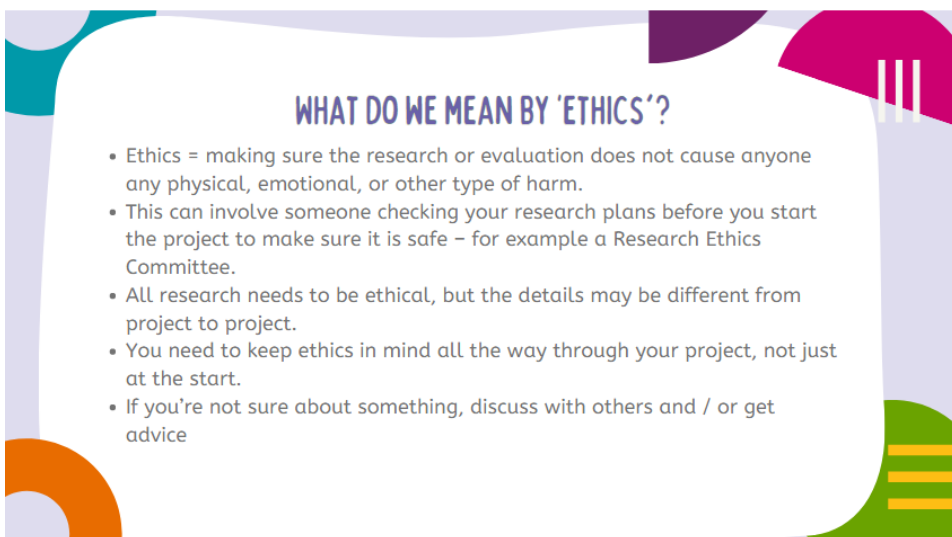 WHAT DO WE MEAN BY 'ETHICS'?
• Ethics = making sure the research or evaluation does not cause anyone
any physical, emotional, or other type of harm.
• This can involve someone checking your research plans before you start
the project to make sure it is safe – for example a Research Ethics
Committee.
• All research needs to be ethical, but the details may be different from
project to project.
• You need to keep ethics in mind all the way through your project, not just
at the start.
• If you're not sure about something, discuss with others and / or get
advice